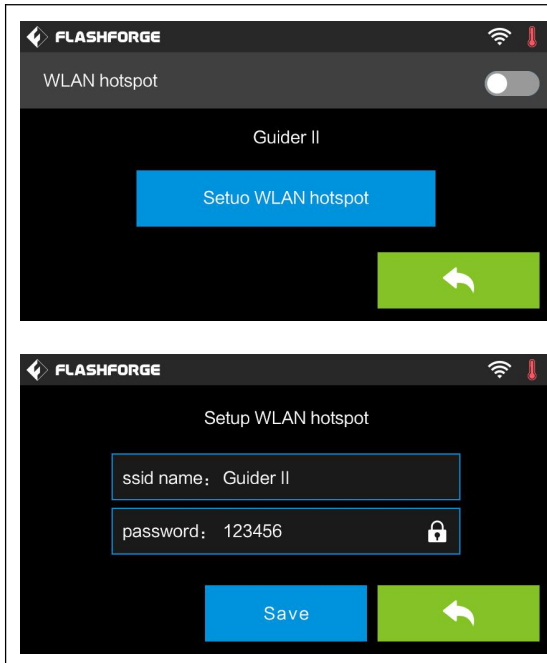 FLASHFORGE
WLAN hotspot
Guider II
Setuo WLAN hotspot
FLASHFORGE
Setup WLAN hotspot
ssid name： Guider II
password： 123456
Save